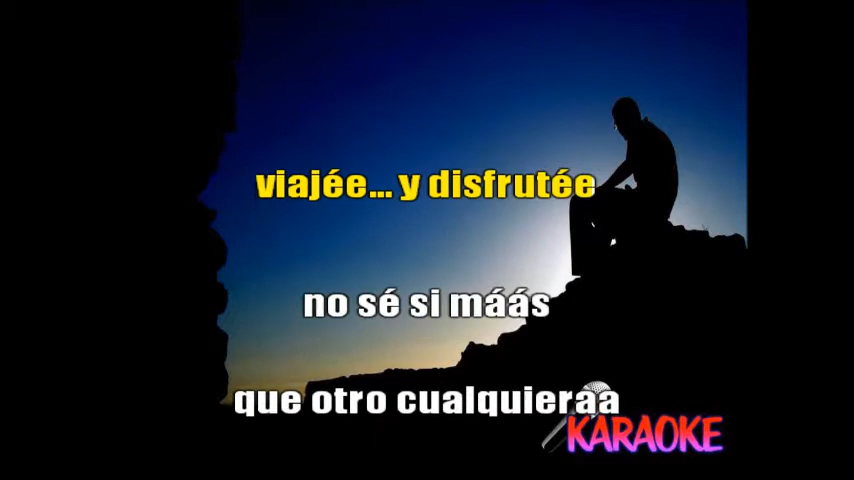 viajée... y disfrutée
no sé si máás
que otro cualquieraa
KARAOKE